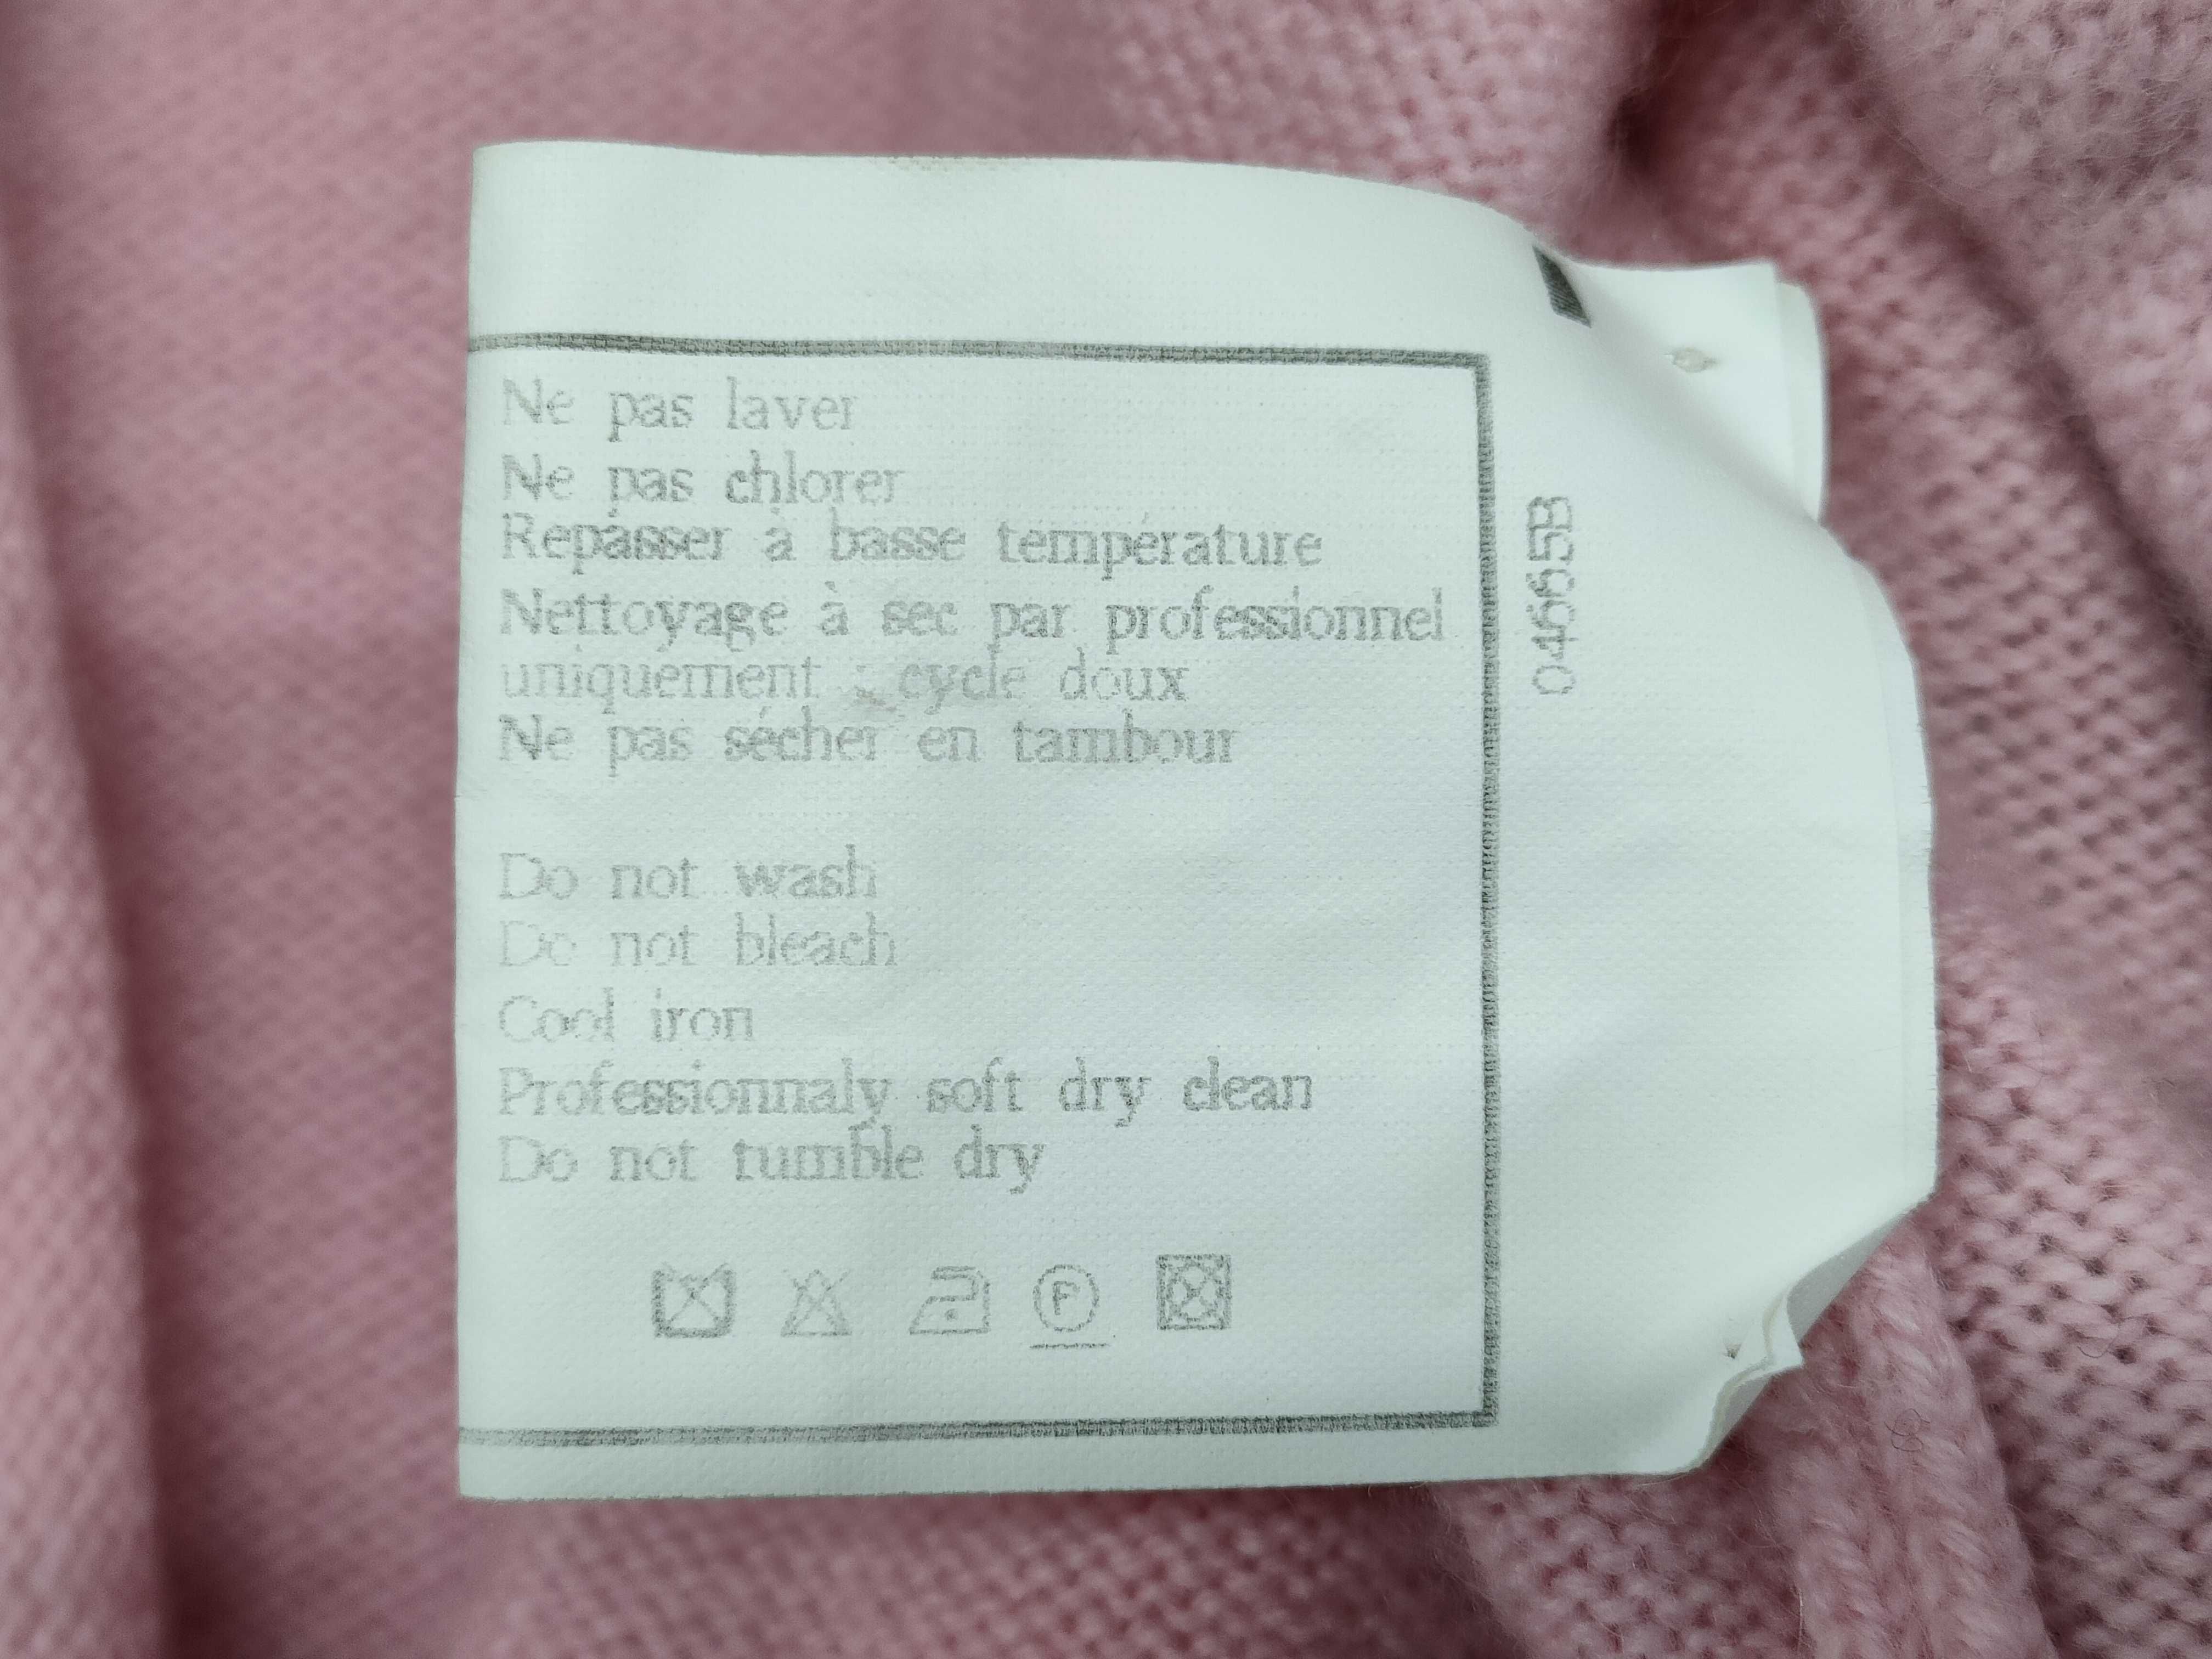 Ne pas laver
Ne pas chlorer
Repasser à basse température
Nettoyage à sec par professionnel
uniquement : cycle doux
Ne pas sécher en tambour
Do not wash
Do not bleach
Cool iron
Professionnaly soft dry clean
Do not tumble dry
F
04665B